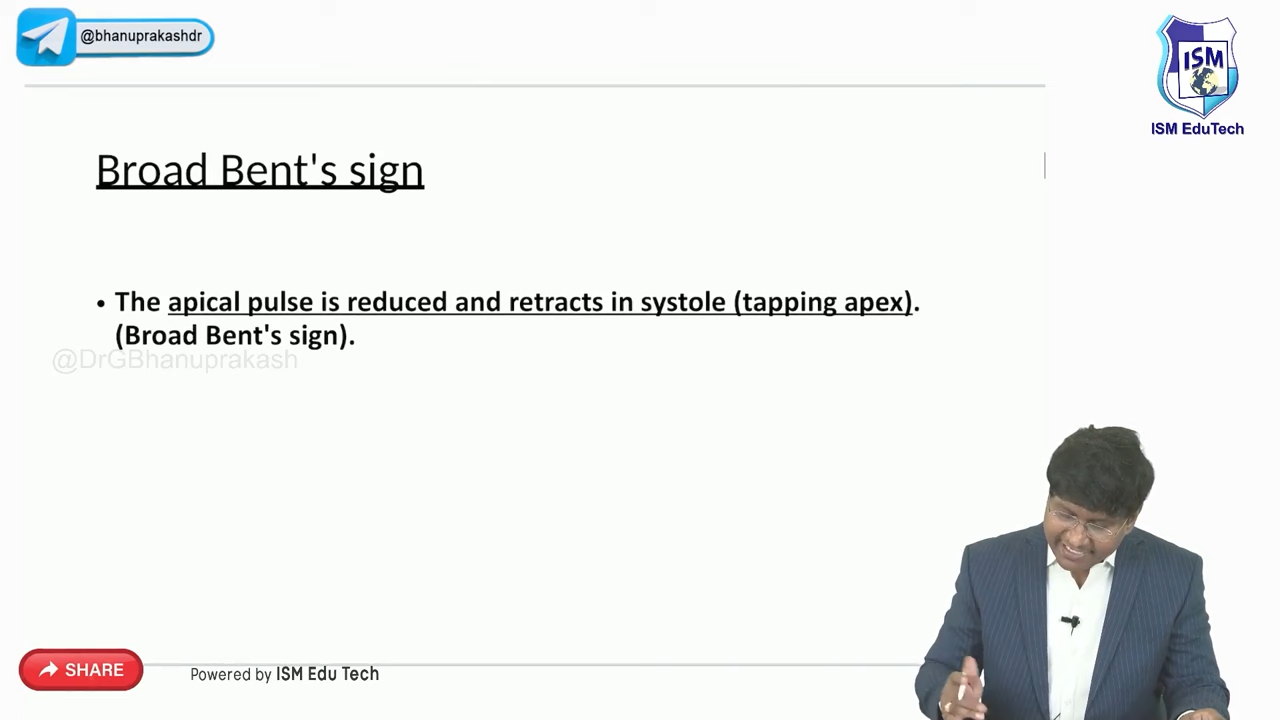 @bhanuprakashdr
ISM
ISM EduTech
Broad Bent's sign
• The apical pulse is reduced and retracts in systole (tapping apex).
(Broad Bent's sign).
@DrGBhanuprakash
SHARE
Powered by ISM Edu Tech